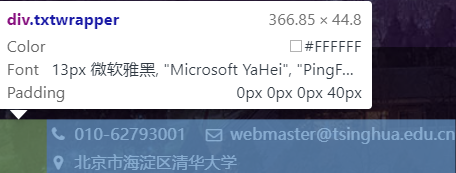 div.txtwrapper 366.85 × 44.8
Color #FFFFFF
Font 13px 微软雅黑, "Microsoft YaHei", "PingF...
Padding 0px 0px 0px 40px
010-62793001 webmaster@tsinghua.edu.cn
北京市海淀区清华大学